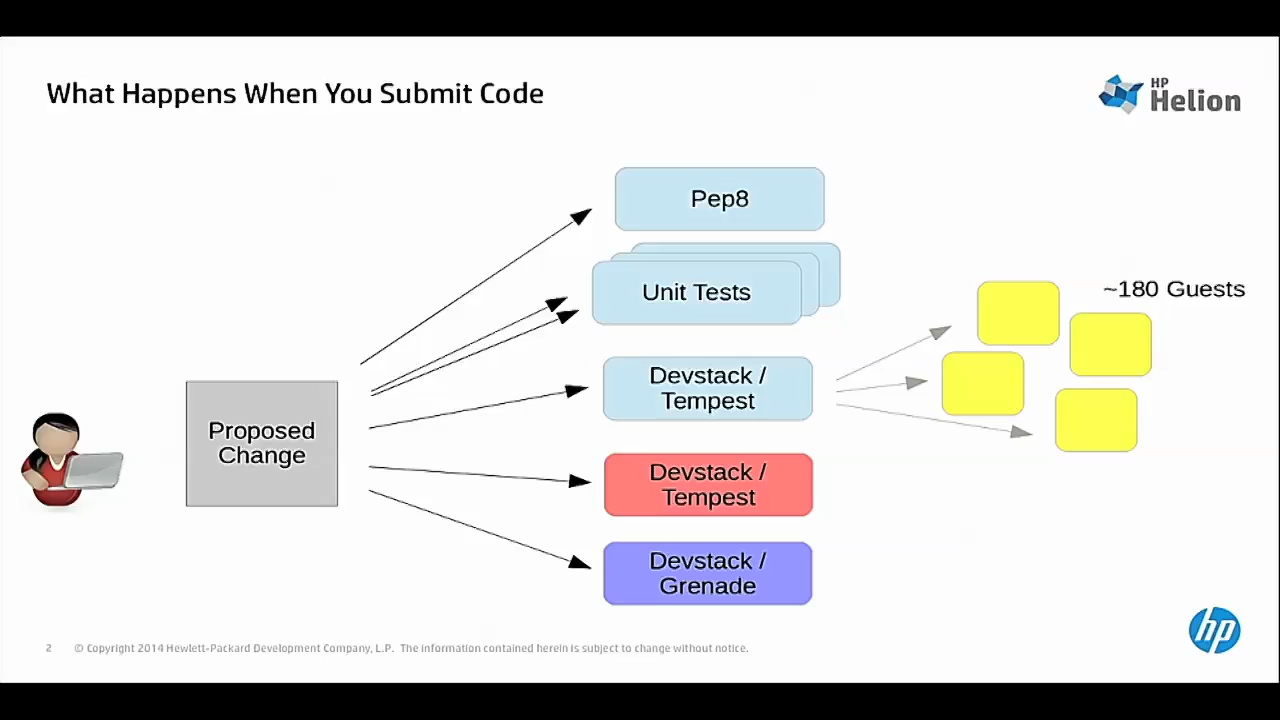 What Happens When You Submit Code
HP
Helion
Pep8
Unit Tests
~180 Guests
Devstack /
Tempest
Proposed
Change
Devstack /
Tempest
Devstack /
Grenade
hp
2 © Copyright 2014 Hewlett-Packard Development Company, L.P. The information contained herein is subject to change without notice.